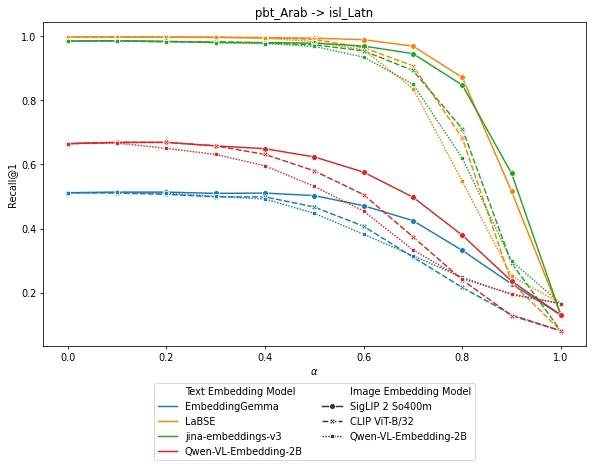 pbt_Arab -> isl_Latn
Recall@1
1.0
0.8
0.6
0.4
0.2
0.0 0.2 0.4 0.6 0.8 1.0
α
Text Embedding Model Image Embedding Model
EmbeddingGemma SigLIP 2 So400m
LaBSE CLIP ViT-B/32
jina-embeddings-v3 Qwen-VL-Embedding-2B
Qwen-VL-Embedding-2B